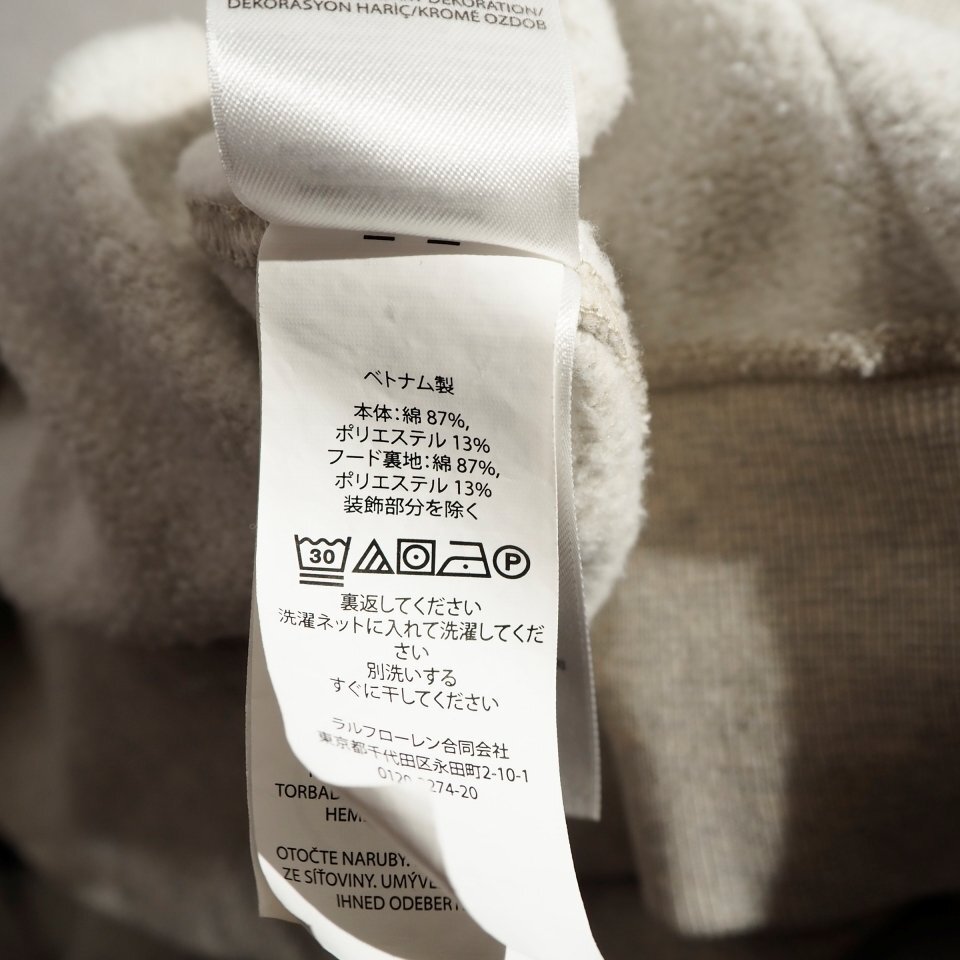 DEKORATION/
DEKORASYON HARİÇ/KROMĚ OZDOB
ベトナム製
本体：綿 87%,
ポリエステル 13%
フード裏地：綿 87%,
ポリエステル 13%
装飾部分を除く
30 P
裏返してください
洗濯ネットに入れて洗濯してくだ
さい
別洗いする
すぐに干してください
ラルフローレン合同会社
東京都千代田区永田町2-10-1
274-20
OTOČTE NARUBY.
ZE SÍŤOVINY.
IHNED